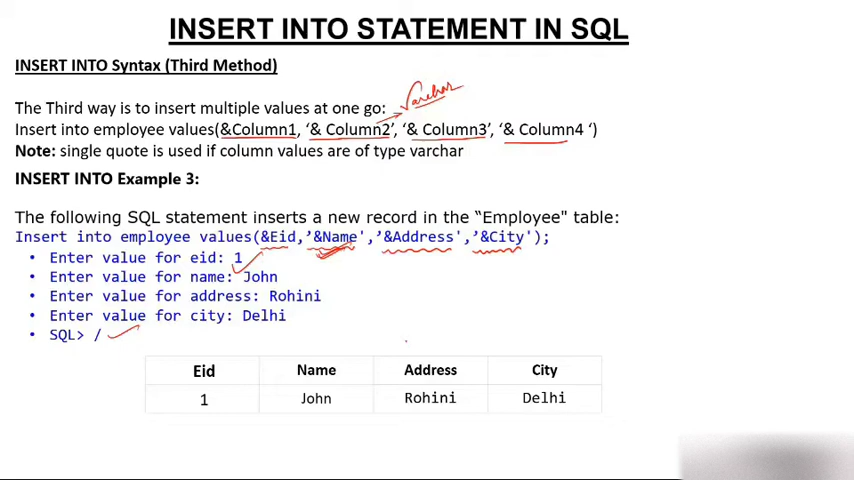 INSERT INTO STATEMENT IN SQL
INSERT INTO Syntax (Third Method)
Varchar
The Third way is to insert multiple values at one go:
Insert into employee values(&Column1, ‘& Column2’, ‘& Column3’, ‘& Column4 ‘)
Note: single quote is used if column values are of type varchar
INSERT INTO Example 3:
The following SQL statement inserts a new record in the “Employee" table:
Insert into employee values(&Eid,’&Name',’&Address',’&City');
• Enter value for eid: 1
• Enter value for name: John
• Enter value for address: Rohini
• Enter value for city: Delhi
• SQL> /
Eid Name Address City
1 John Rohini Delhi